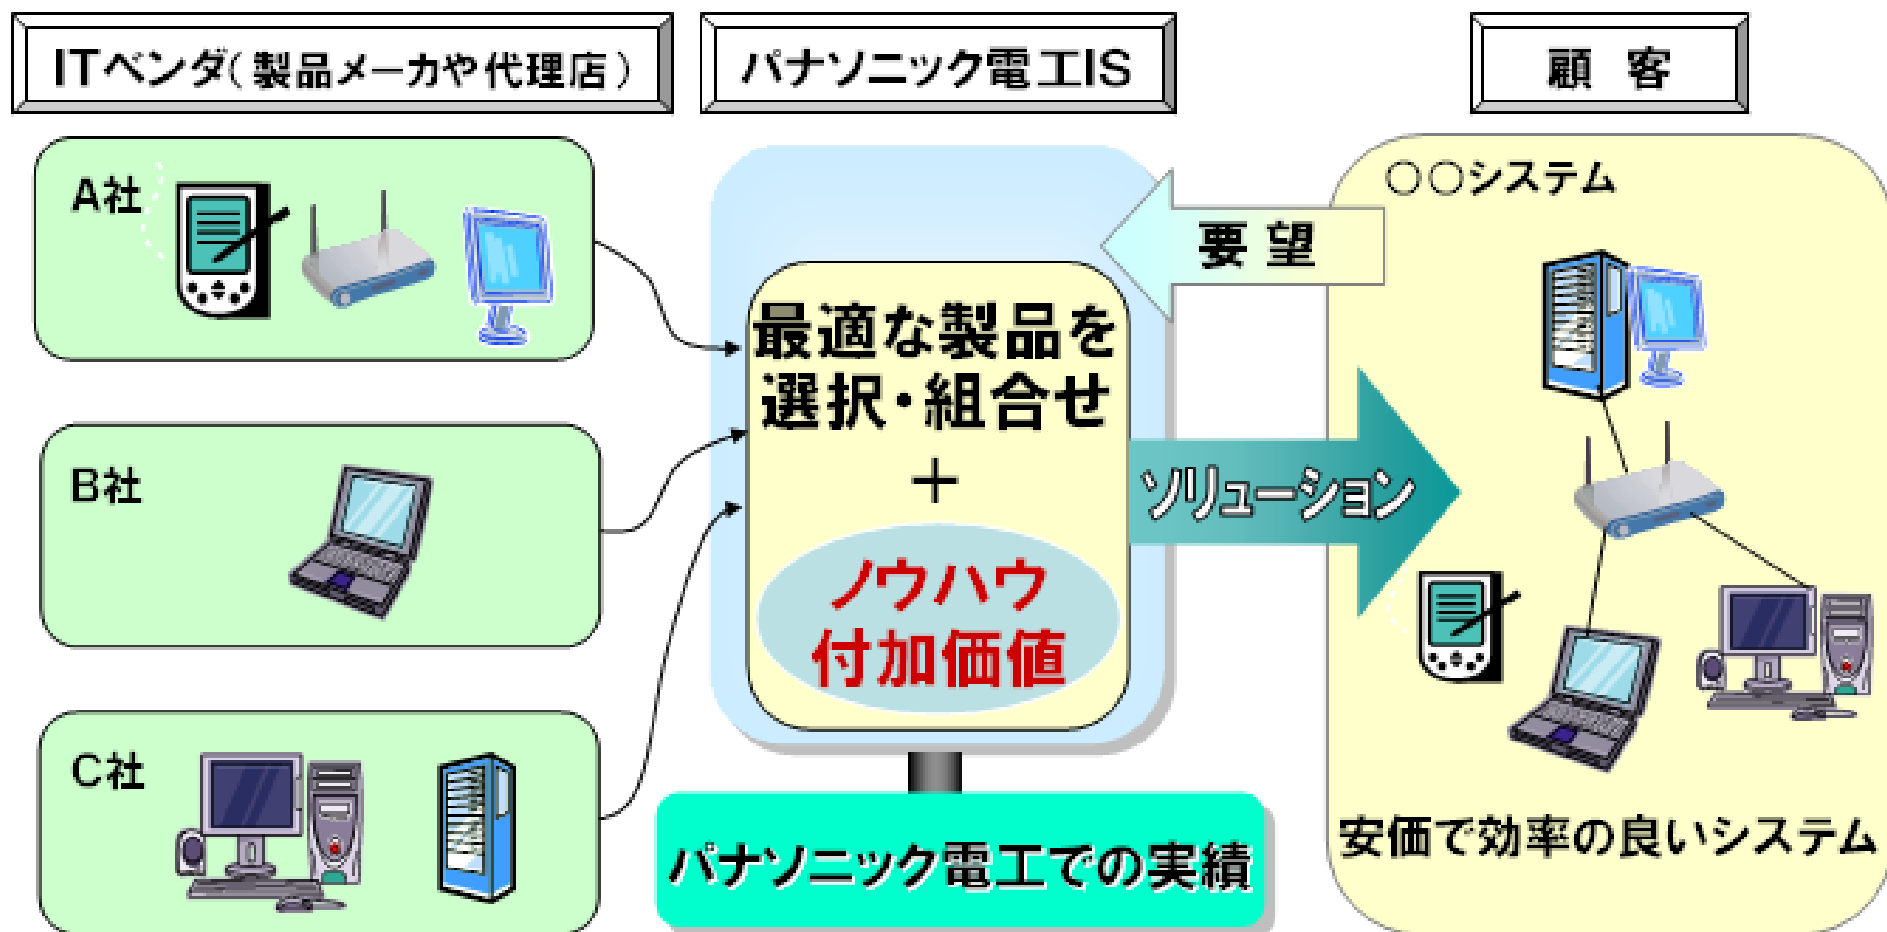 ITベンダ(製品メーカや代理店)
パナソニック電工IS
顧 客
A社
B社
C社
要 望
最適な製品を
選択・組合せ
+
ノウハウ
付加価値
ソリューション
パナソニック電工での実績
○○システム
安価で効率の良いシステム